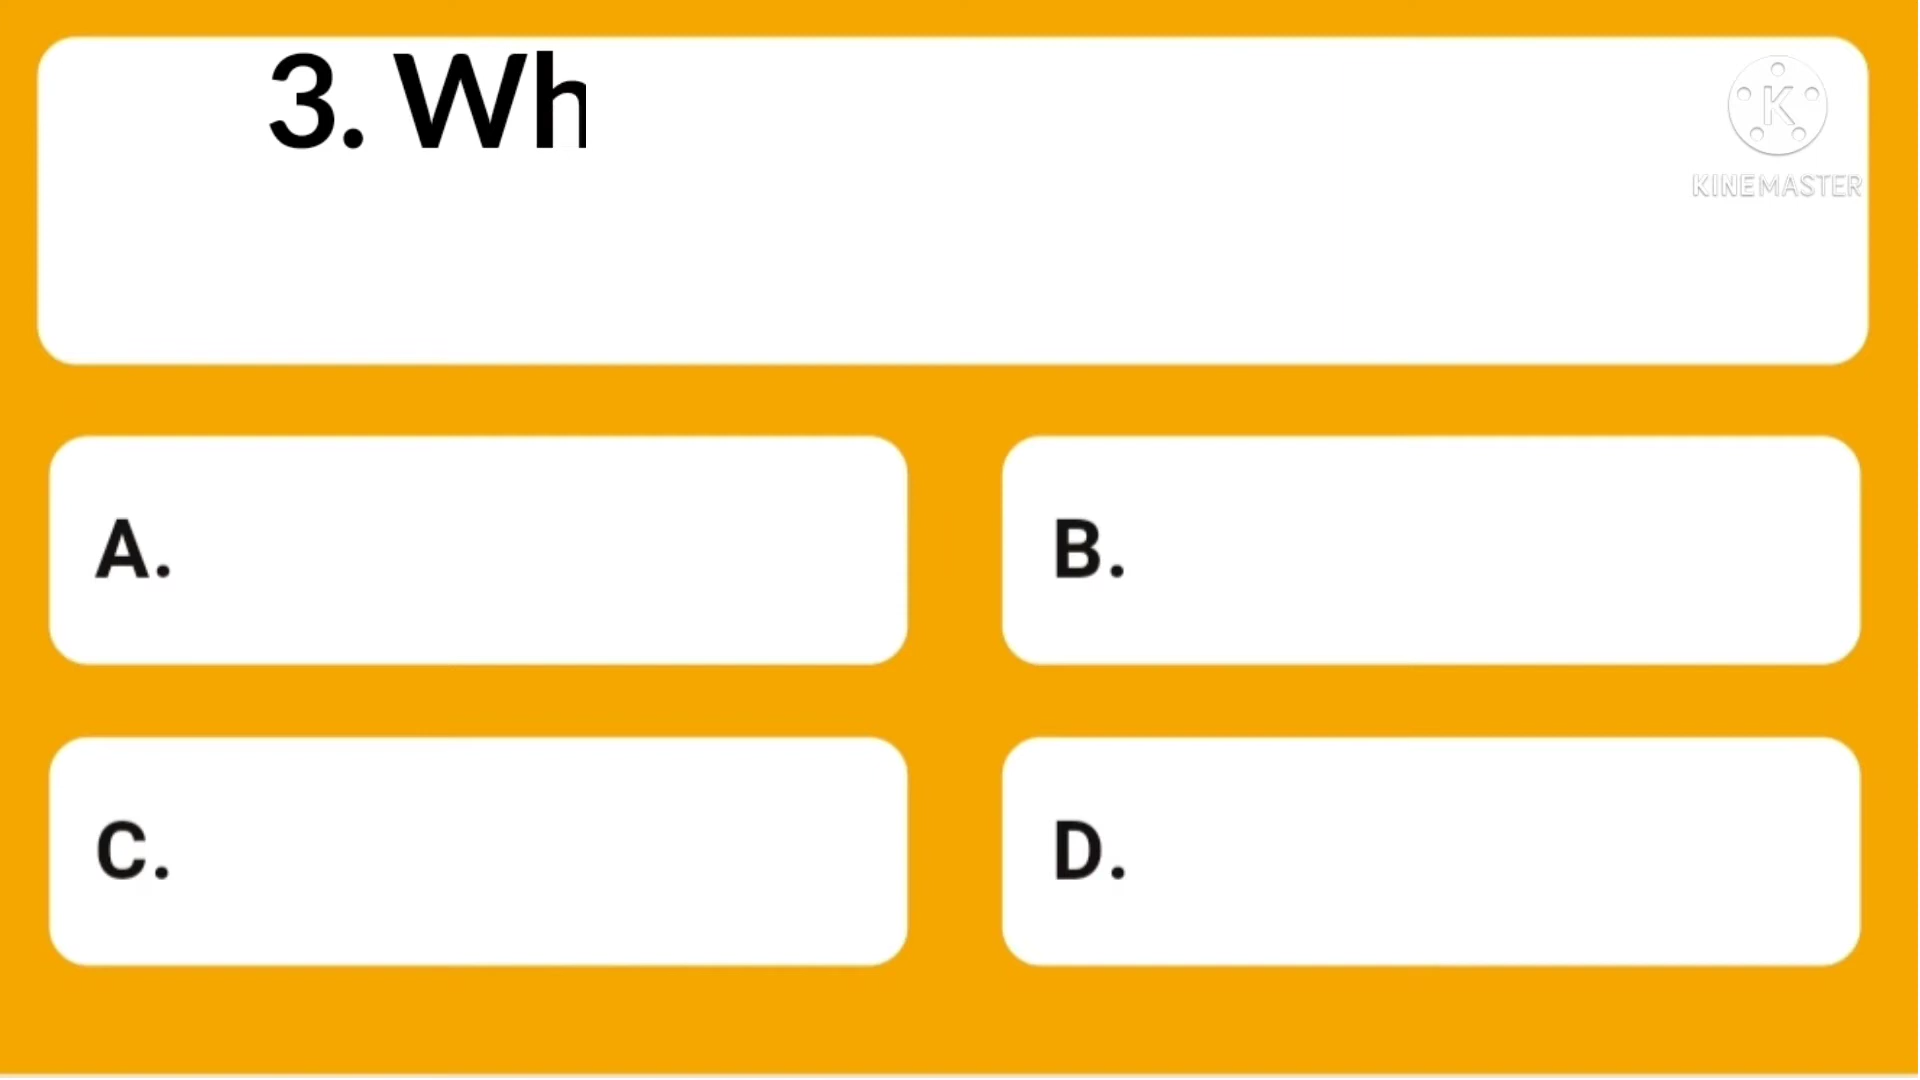 3. Wh
KINEMASTER
A.
B.
C.
D.